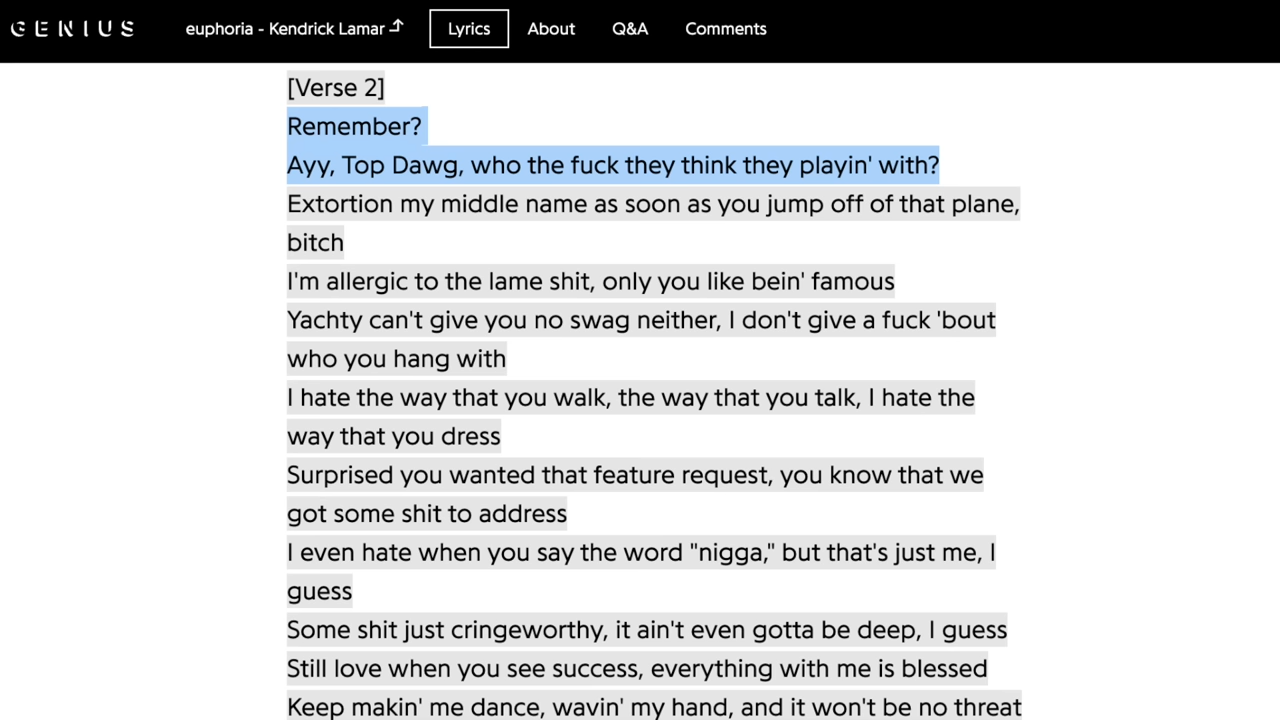 GENIUS
euphoria - Kendrick Lamar
Lyrics
About
Q&A
Comments
[Verse 2]
Remember?
Ayy, Top Dawg, who the fuck they think they playin' with?
Extortion my middle name as soon as you jump off of that plane,
bitch
I'm allergic to the lame shit, only you like bein' famous
Yachty can't give you no swag neither, I don't give a fuck 'bout
who you hang with
I hate the way that you walk, the way that you talk, I hate the
way that you dress
Surprised you wanted that feature request, you know that we
got some shit to address
I even hate when you say the word "nigga," but that's just me, I
guess
Some shit just cringeworthy, it ain't even gotta be deep, I guess
Still love when you see success, everything with me is blessed
Keep makin' me dance, wavin' my hand, and it won't be no threat